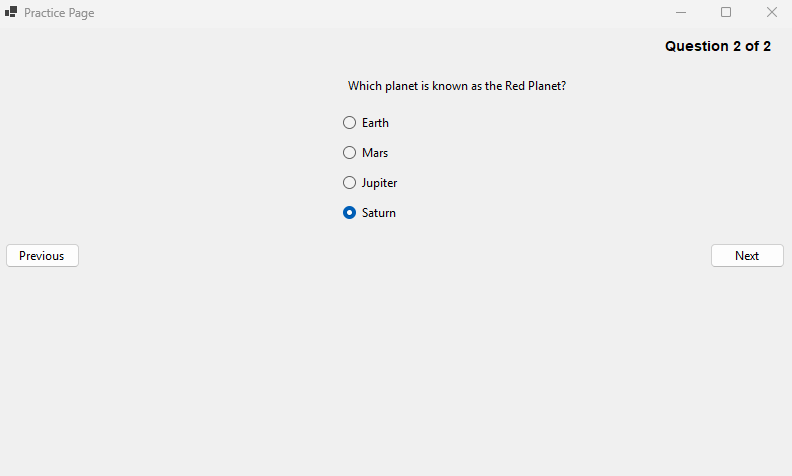 Practice Page
Question 2 of 2
Which planet is known as the Red Planet?
Earth
Mars
Jupiter
Saturn
Previous
Next